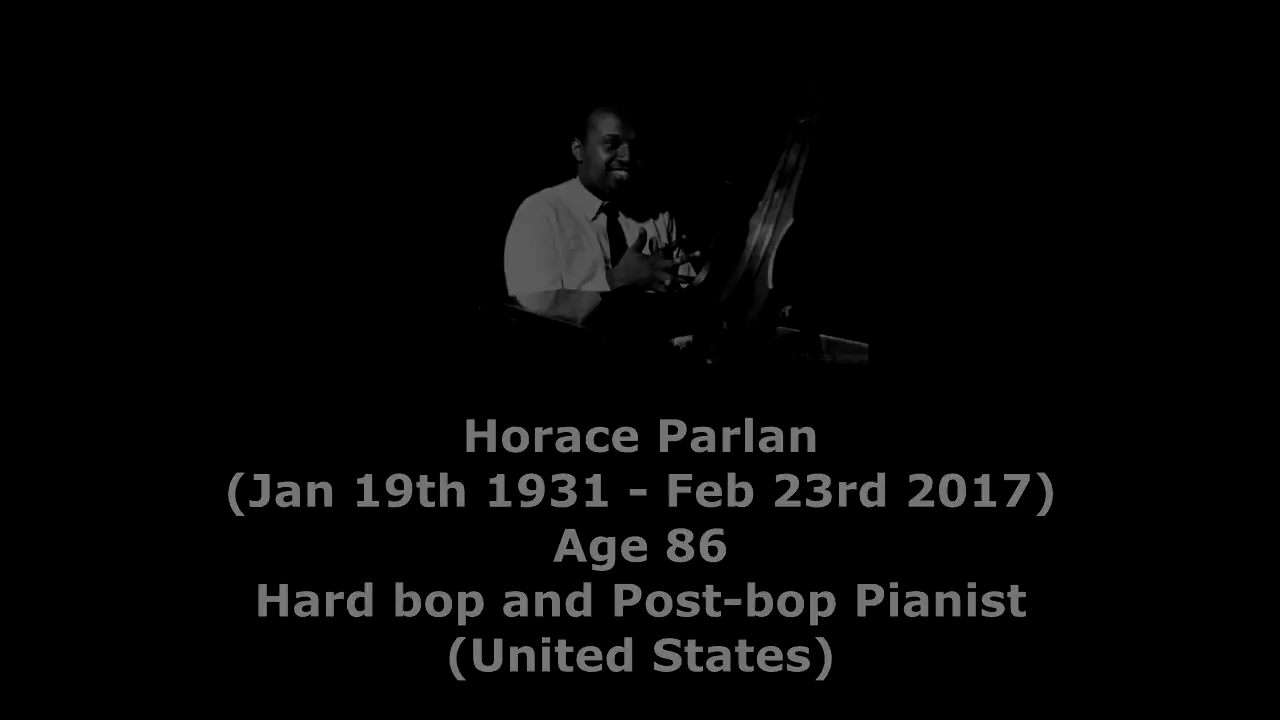 Horace Parlan
(Jan 19th 1931 - Feb 23rd 2017)
Age 86
Hard bop and Post-bop Pianist
(United States)